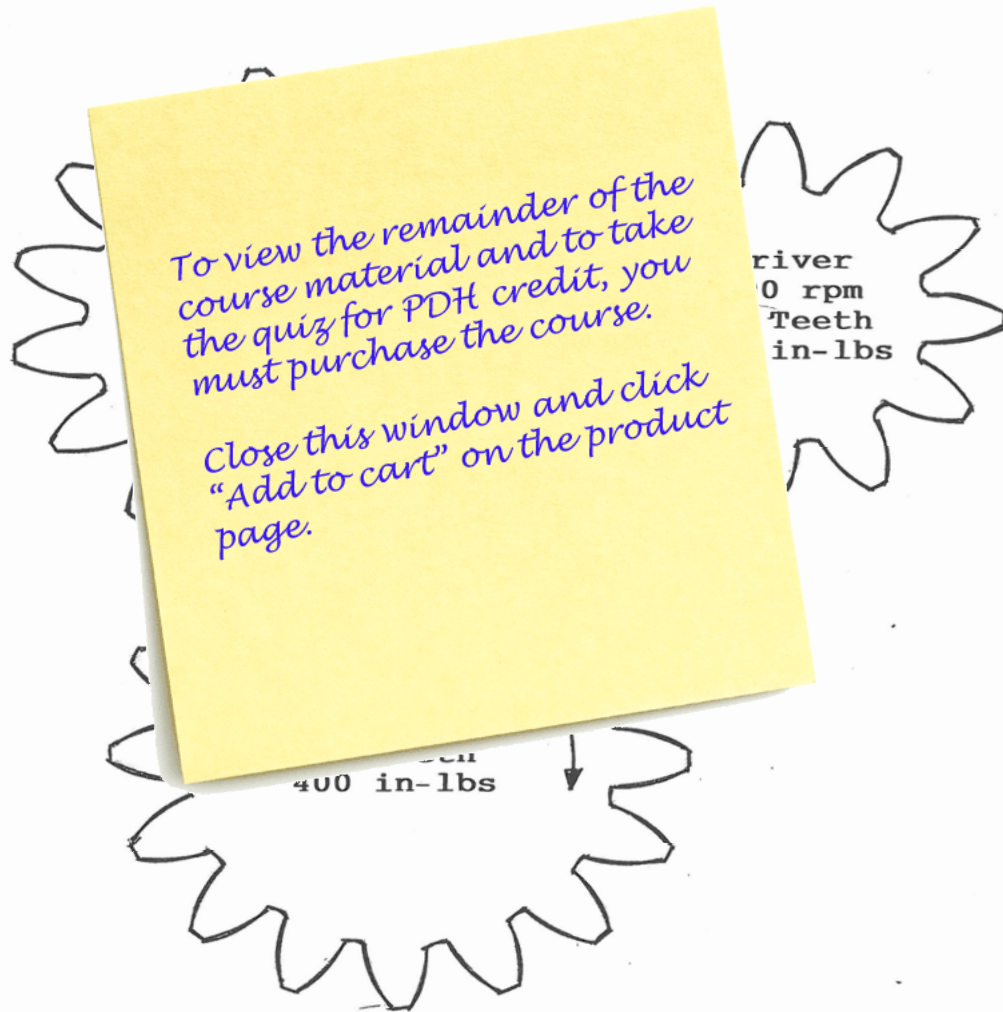 To view the remainder of the
course material and to take
the quiz for PDH credit, you
must purchase the course.
Close this window and click
“Add to cart” on the product
page.
rpm
Teeth
in-lbs
400 in-lbs